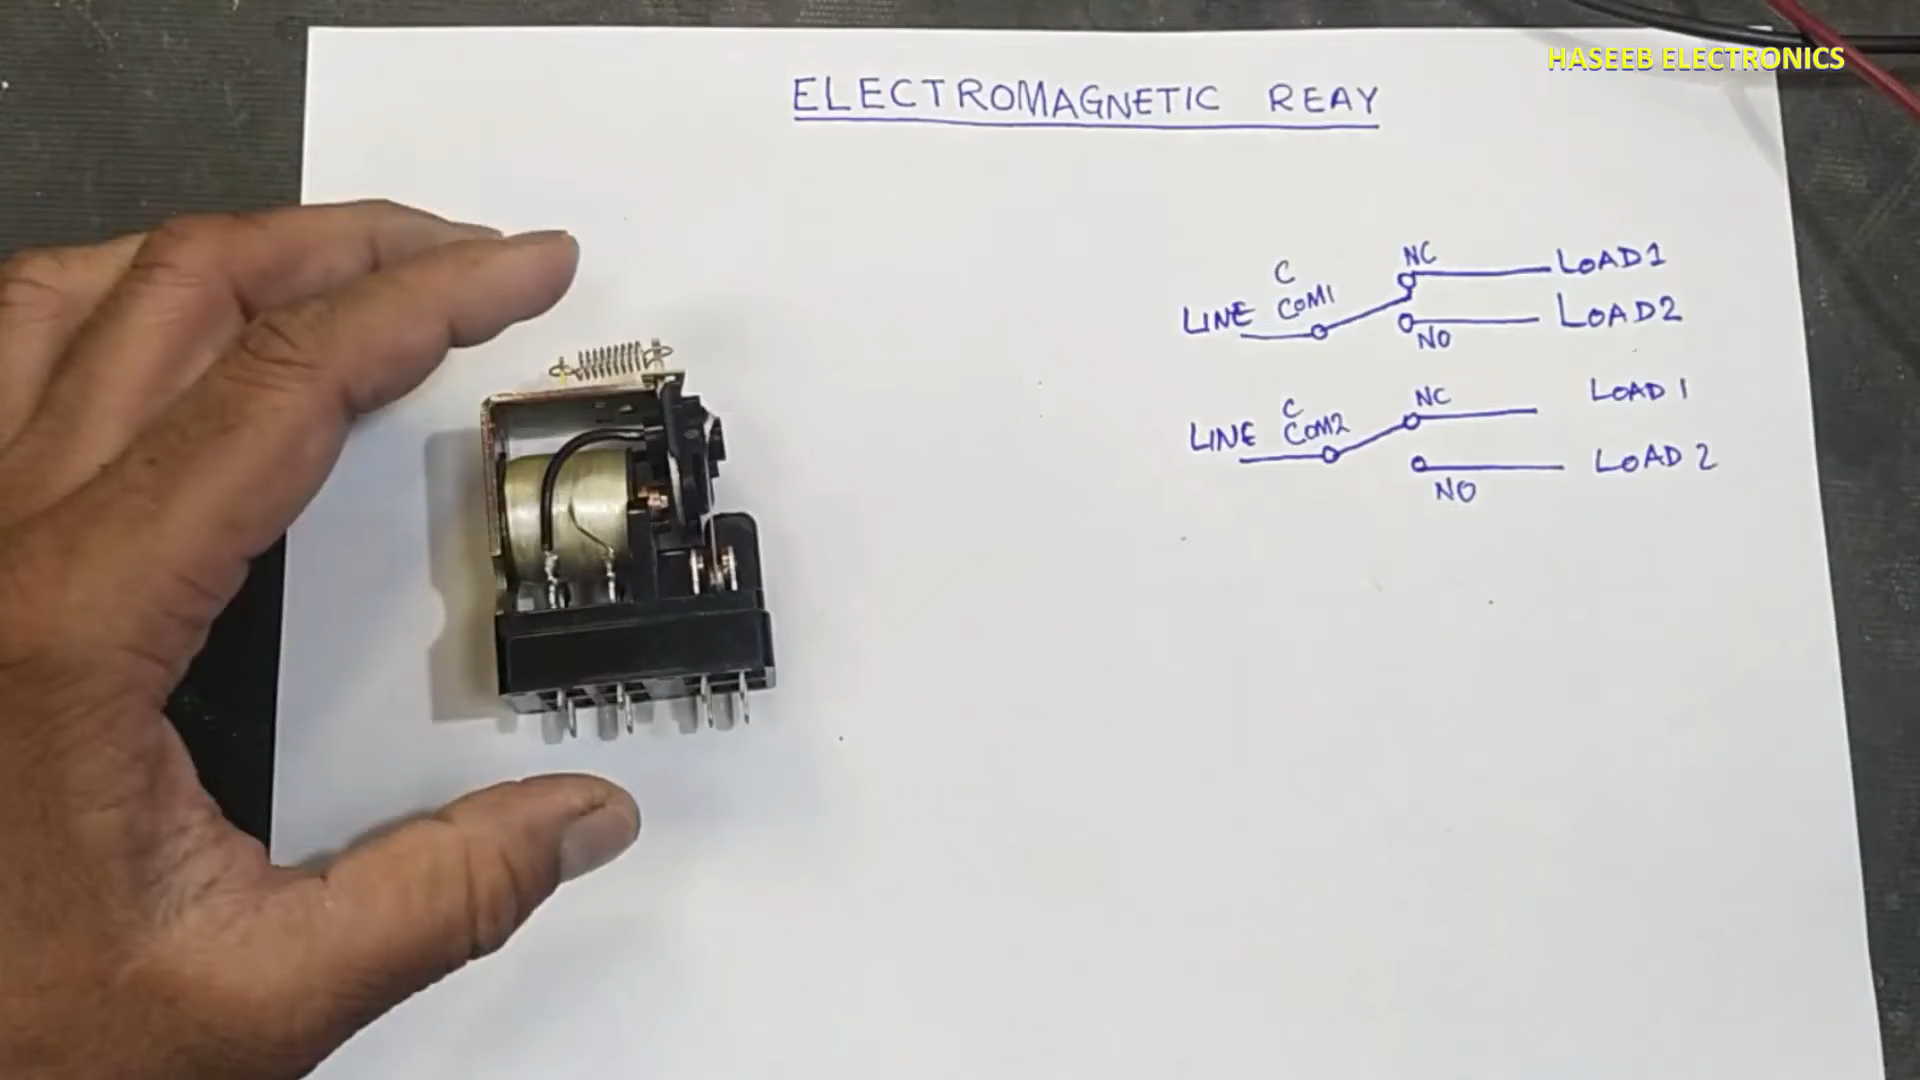 HASEEB ELECTRONICS
ELECTROMAGNETIC REAY
NC
C
LINE COM1
LOAD1
LOAD2
NO
LOAD 1
NC
C
LINE COM2
LOAD 2
NO